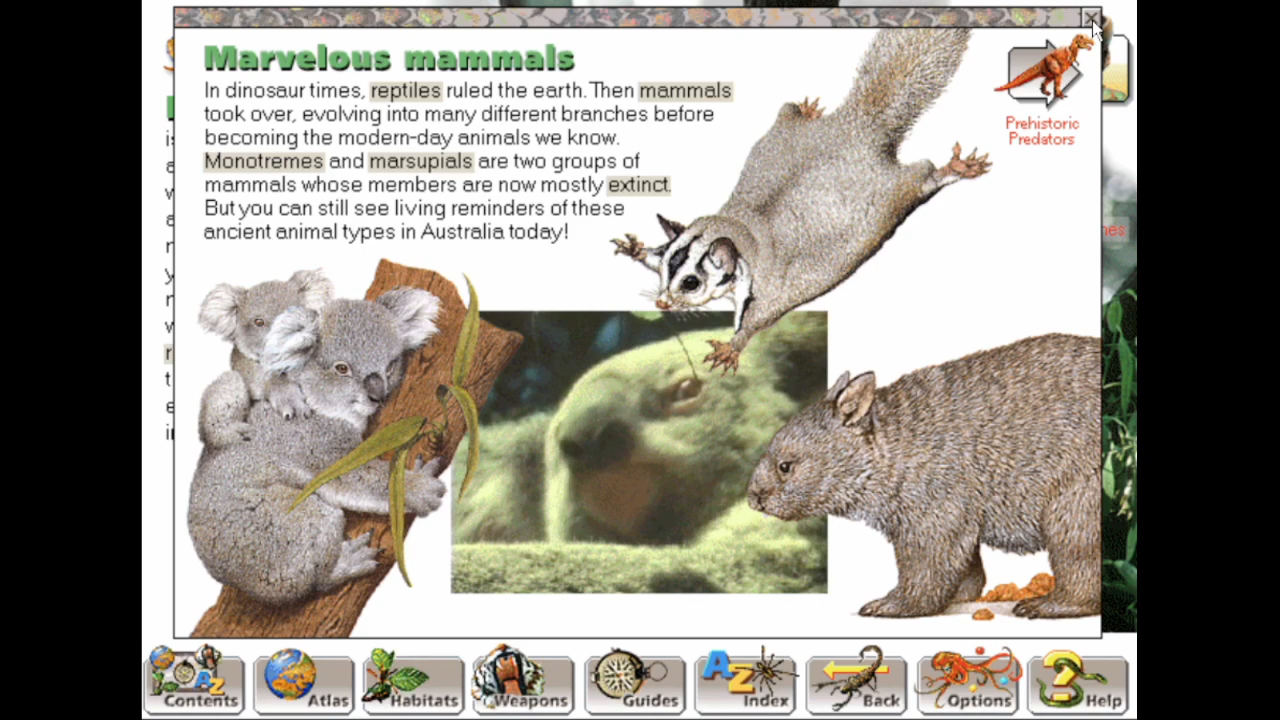 Marvelous mammals
In dinosaur times, reptiles ruled the earth. Then mammals
took over, evolving into many different branches before
becoming the modern-day animals we know.
Monotremes and marsupials are two groups of
mammals whose members are now mostly extinct.
But you can still see living reminders of these
ancient animal types in Australia today!
Prehistoric
Predators
Contents
Atlas
Habitats
Weapons
Guides
AZ Index
Back
Options
? Help